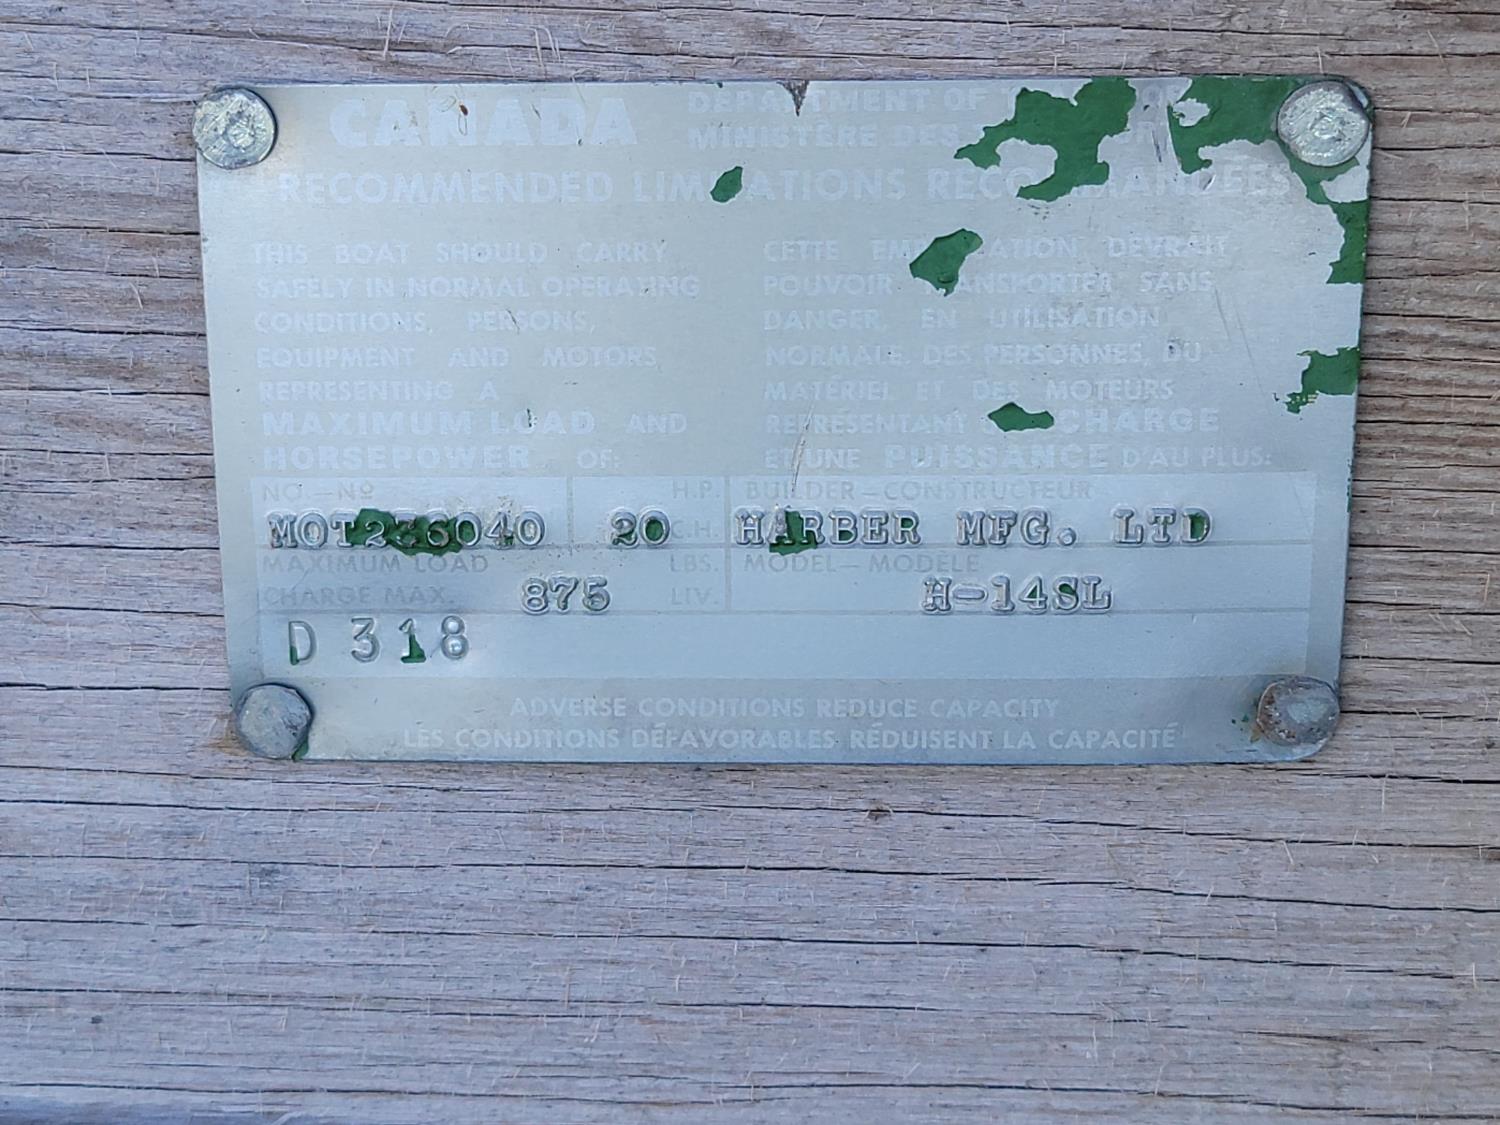 CANADA DEPARTMENT OF
MINISTÈRE DES
RECOMMENDED LIMITATIONS RECOMMANDÉES
THIS BOAT SHOULD CARRY
SAFELY IN NORMAL OPERATING
CONDITIONS, PERSONS,
EQUIPMENT AND MOTORS
REPRESENTING A
MAXIMUM LOAD AND
HORSEPOWER OF:
CETTE EMBARCATION DEVRAIT
POUVOIR TRANSPORTER SANS
DANGER EN UTILISATION
NORMALE, DES PERSONNES, DU
MATÉRIEL ET DES MOTEURS
REPRÉSENTANT CHARGE
ET UNE PUISSANCE D'AU PLUS:
NO.—Nº H.P. BUILDER—CONSTRUCTEUR
MOT236040 20 C.H. HARBER MFG. LTD
MAXIMUM LOAD LBS. MODEL—MODÈLE
CHARGE MAX. 875 LIV. H-14SL
D 318
ADVERSE CONDITIONS REDUCE CAPACITY
LES CONDITIONS DÉFAVORABLES RÉDUISENT LA CAPACITÉ